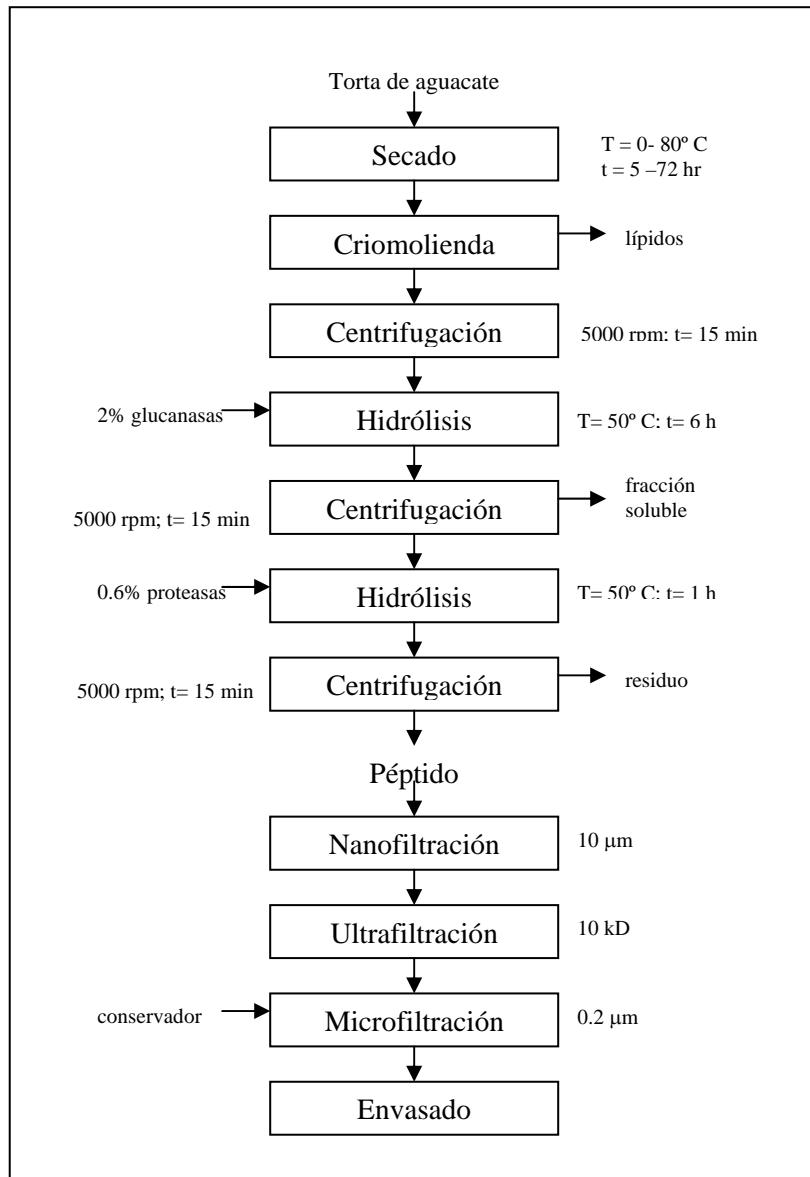 Torta de aguacate
Secado
T = 0- 80º C
t = 5 –72 hr
Criomolienda
lípidos
Centrifugación
5000 rpm; t= 15 min
2% glucanasas
Hidrólisis
T= 50º C; t= 6 h
fracción
soluble
5000 rpm; t= 15 min
Centrifugación
0.6% proteasas
Hidrólisis
T= 50º C; t= 1 h
5000 rpm; t= 15 min
Centrifugación
residuo
Péptido
Nanofiltración
10 μm
Ultrafiltración
10 kD
conservador
Microfiltración
0.2 μm
Envasado